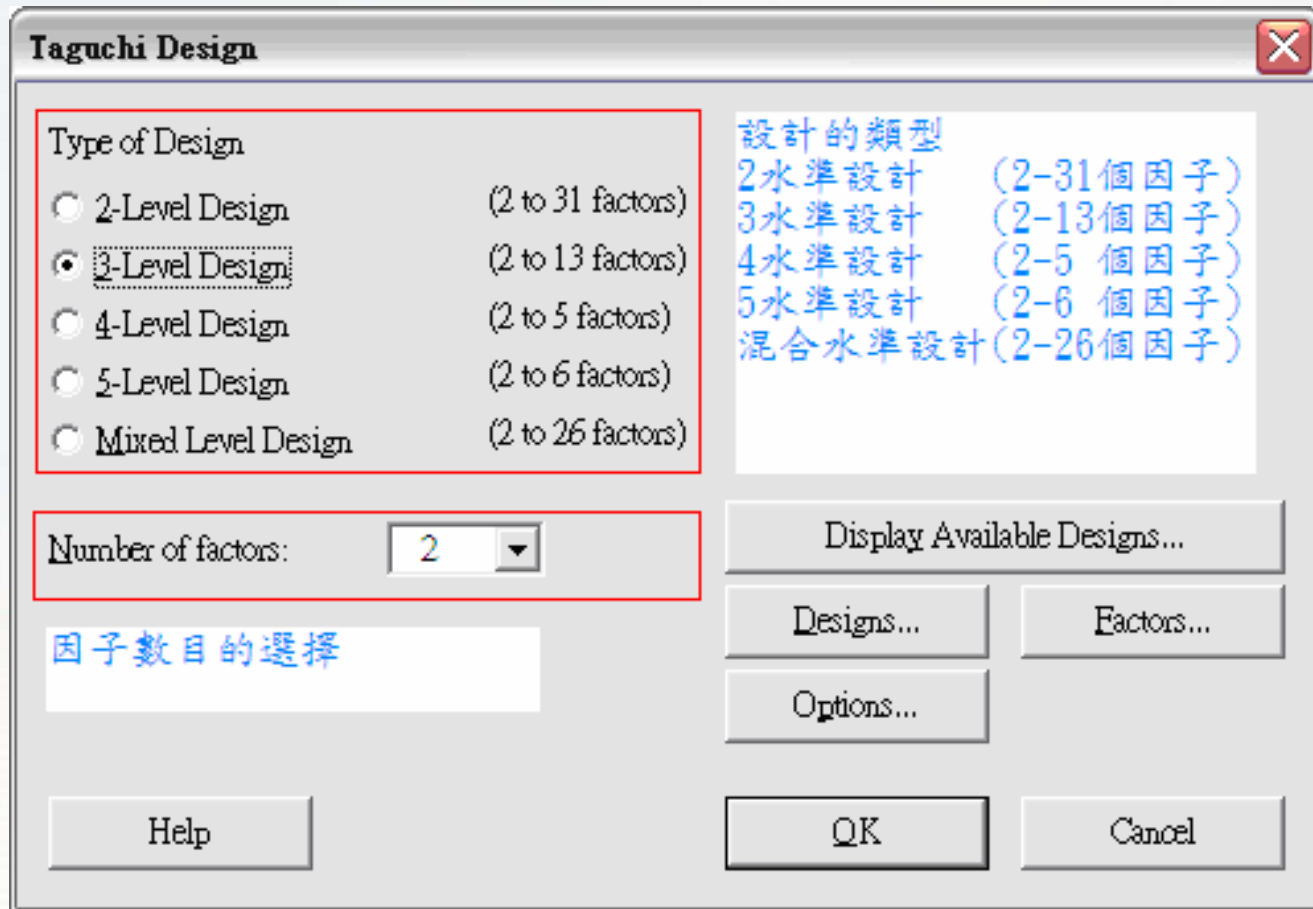 Taguchi Design
Type of Design
2-Level Design (2 to 31 factors)
3-Level Design (2 to 13 factors)
4-Level Design (2 to 5 factors)
5-Level Design (2 to 6 factors)
Mixed Level Design (2 to 26 factors)
設計的類型
2水準設計 (2-31個因子)
3水準設計 (2-13個因子)
4水準設計 (2-5 個因子)
5水準設計 (2-6 個因子)
混合水準設計(2-26個因子)
Number of factors: 2
因子數目的選擇
Display Available Designs...
Designs... Factors...
Options...
Help OK Cancel